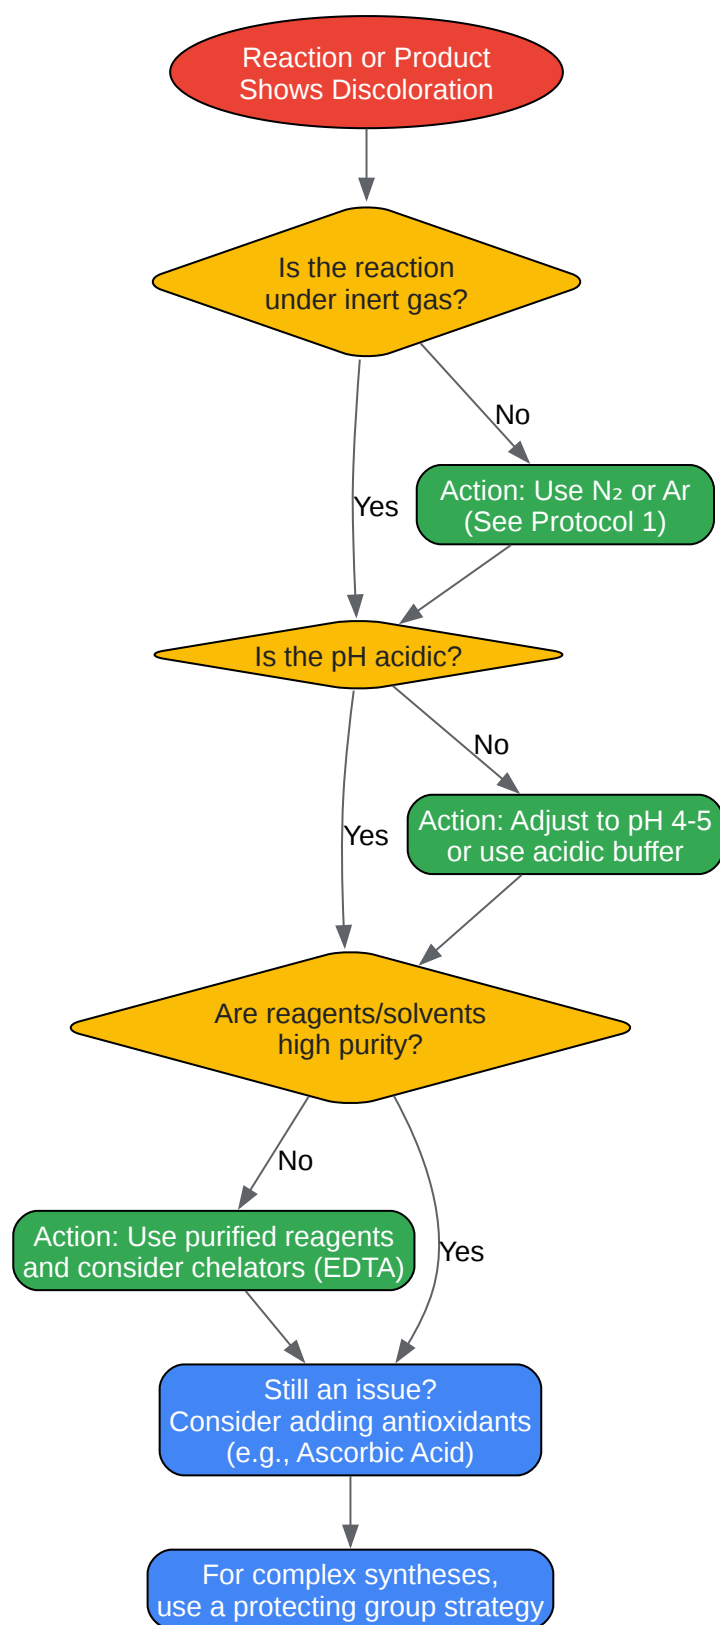 Reaction or Product
Shows Discoloration
Is the reaction
under inert gas?
No
Action: Use N₂ or Ar
(See Protocol 1)
Yes
Is the pH acidic?
No
Action: Adjust to pH 4-5
or use acidic buffer
Yes
Are reagents/solvents
high purity?
No
Action: Use purified reagents
and consider chelators (EDTA)
Yes
Still an issue?
Consider adding antioxidants
(e.g., Ascorbic Acid)
For complex syntheses,
use a protecting group strategy